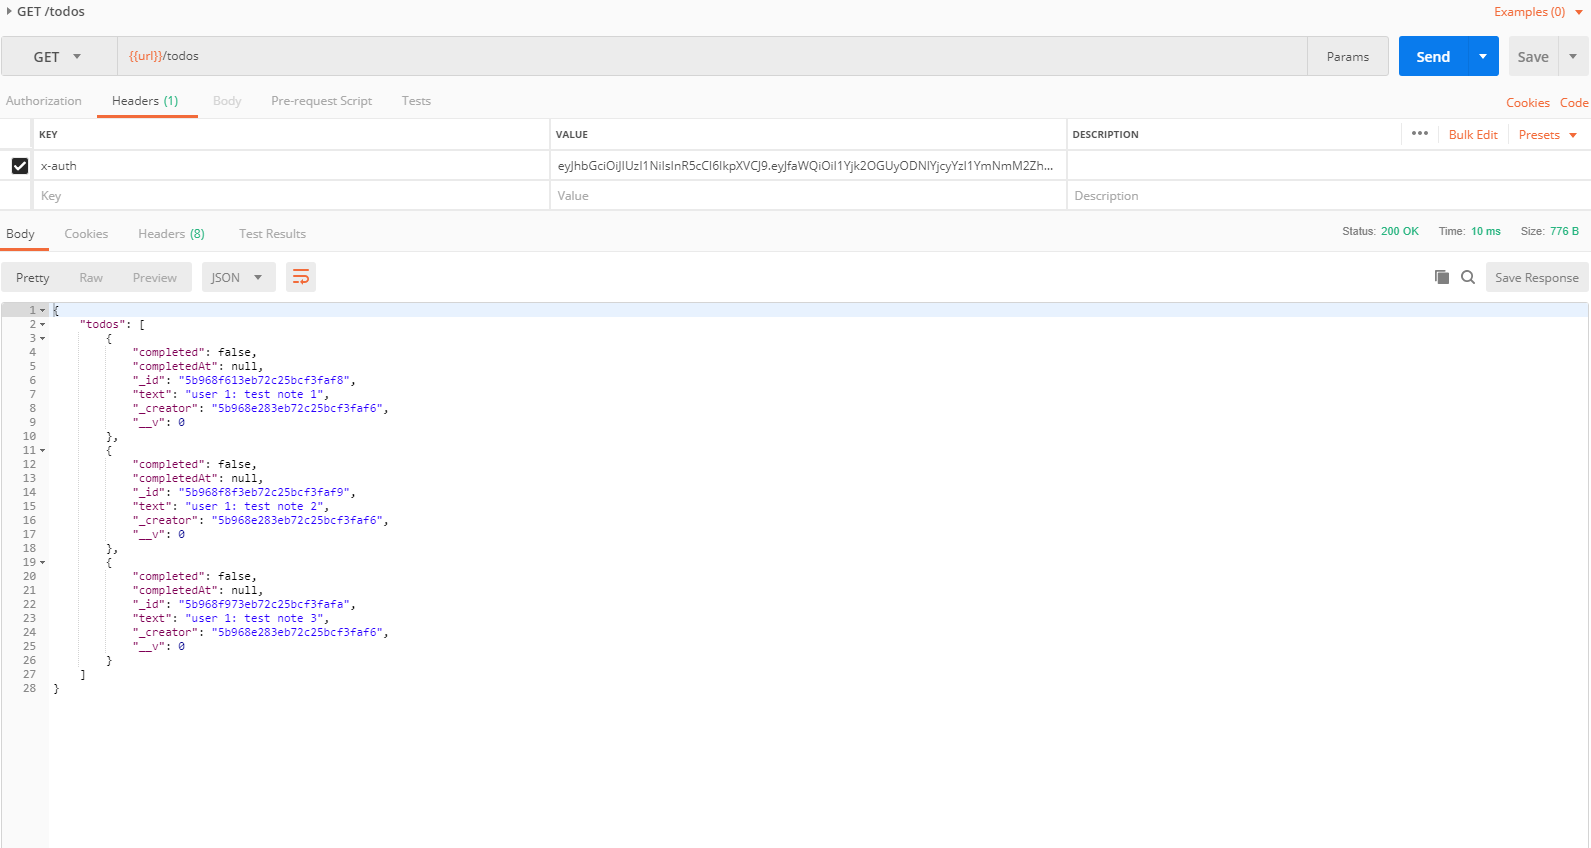 GET /todos
Examples (0)
GET
{{url}}/todos
Params
Send
Save
Authorization
Headers (1)
Body
Pre-request Script
Tests
Cookies
Code
KEY
VALUE
DESCRIPTION
•••
Bulk Edit
Presets
x-auth
Key
Value
Description
Body
Cookies
Headers (8)
Test Results
Status: 200 OK
Time: 10 ms
Size: 776 B
Pretty
Raw
Preview
JSON
Save Response
1 {
2 "todos": [
3 {
4 "completed": false,
5 "completedAt": null,
6 "_id": "5b968f613eb72c25bcf3faf8",
7 "text": "user 1: test note 1",
8 "_creator": "5b968e283eb72c25bcf3faf6",
9 "__v": 0
10 },
11 {
12 "completed": false,
13 "completedAt": null,
14 "_id": "5b968f8f3eb72c25bcf3faf9",
15 "text": "user 1: test note 2",
16 "_creator": "5b968e283eb72c25bcf3faf6",
17 "__v": 0
18 },
19 {
20 "completed": false,
21 "completedAt": null,
22 "_id": "5b968f973eb72c25bcf3fafa",
23 "text": "user 1: test note 3",
24 "_creator": "5b968e283eb72c25bcf3faf6",
25 "__v": 0
26 }
27 ]
28 }